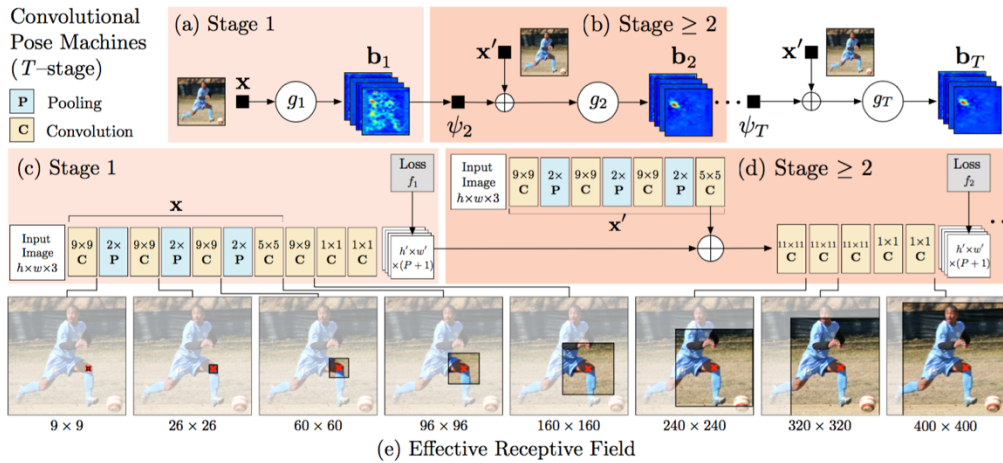 Convolutional
Pose Machines
(T–stage)
P Pooling
C Convolution
(a) Stage 1
x
g₁
b₁
(b) Stage ≥ 2
x′
ψ₂
g₂
b₂
x′
ψ_T
g_T
b_T
(c) Stage 1
Loss
f₁
x
Input
Image
h×w×3
9×9
C
2×
P
9×9
C
2×
P
9×9
C
2×
P
5×5
C
9×9
C
1×1
C
1×1
C
h′×w′
×(P+1)
(d) Stage ≥ 2
Input
Image
h×w×3
9×9
C
2×
P
9×9
C
2×
P
9×9
C
2×
P
5×5
C
x′
Loss
f₂
11×11
C
11×11
C
11×11
C
1×1
C
1×1
C
h′×w′
×(P+1)
9 × 9
26 × 26
60 × 60
96 × 96
160 × 160
240 × 240
320 × 320
400 × 400
(e) Effective Receptive Field